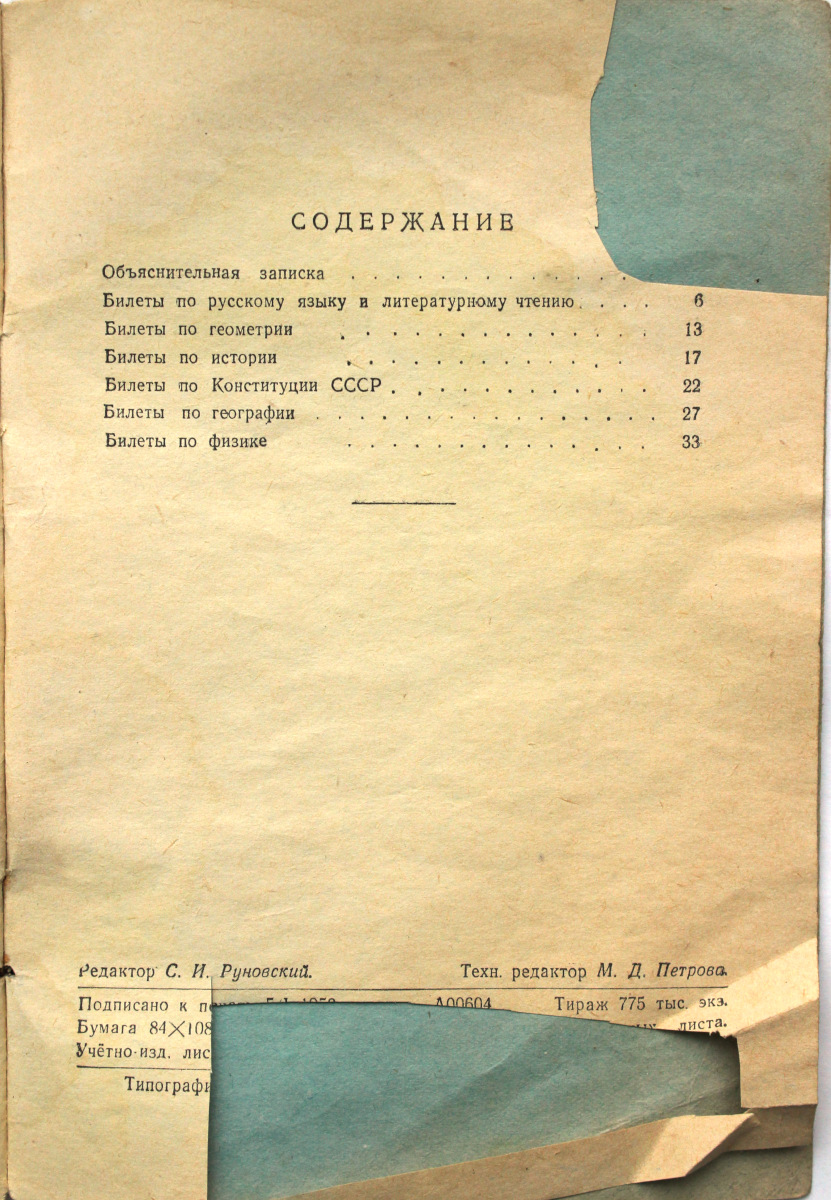 СОДЕРЖАНИЕ
Объяснительная записка . . . . . . . . . . . .
Билеты по русскому языку и литературному чтению. . . . 6
Билеты по геометрии . . . . . . . . . . . . 13
Билеты по истории . . . . . . . . . . . 17
Билеты по Конституции СССР . . . . . . . . . . 22
Билеты по географии . . . . . . . . . . . . . 27
Билеты по физике . . . . . . . . . . . . 33
Редактор С. И. Руновский. Техн. редактор М. Д. Петрова.
Подписано к А00604 Тираж 775 тыс. экз.
Бумага 84×108 листа.
Учётно-изд.